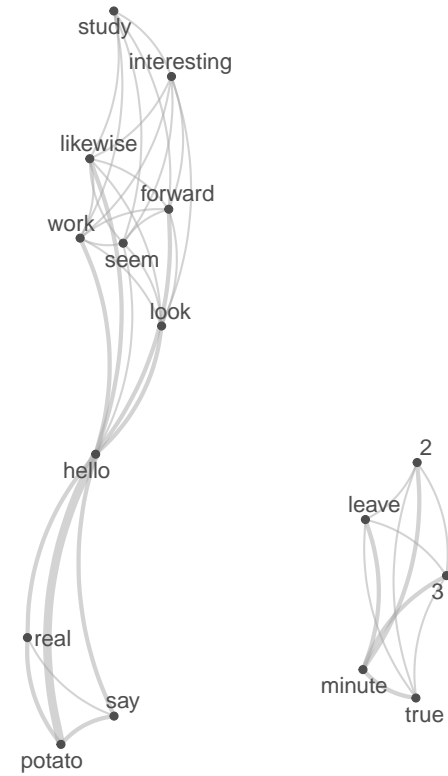 study
interesting
likewise
forward
work
seem
look
hello
2
leave
3
real
minute
say
true
potato